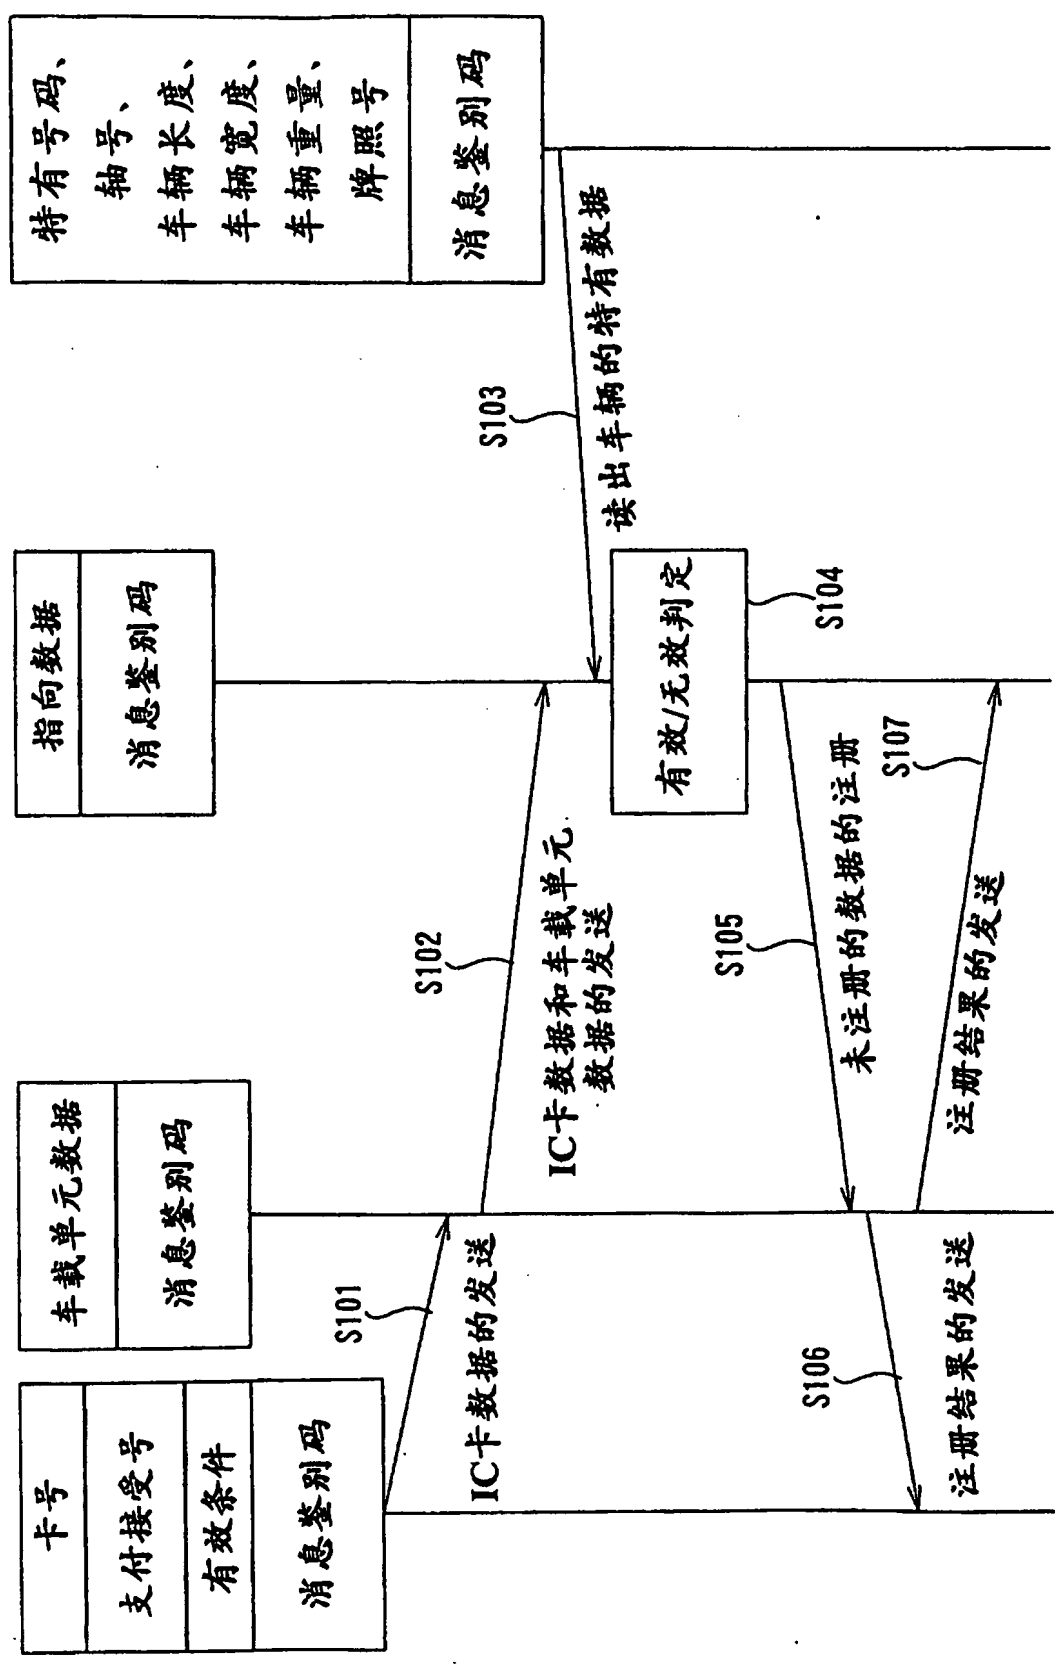 卡号
支付接受号
有效条件
消息鉴别码
车载单元数据
消息鉴别码
指向数据
消息鉴别码
特有号码、
轴号、
车辆长度、
车辆宽度、
车辆重量、
牌照号
消息鉴别码
S101
IC卡数据的发送
S102
IC卡数据和车载单元
数据的发送
S103
读出车辆的特有数据
有效/无效判定
S104
S105
未注册的数据的注册
S106
注册结果的发送
S107
注册结果的发送